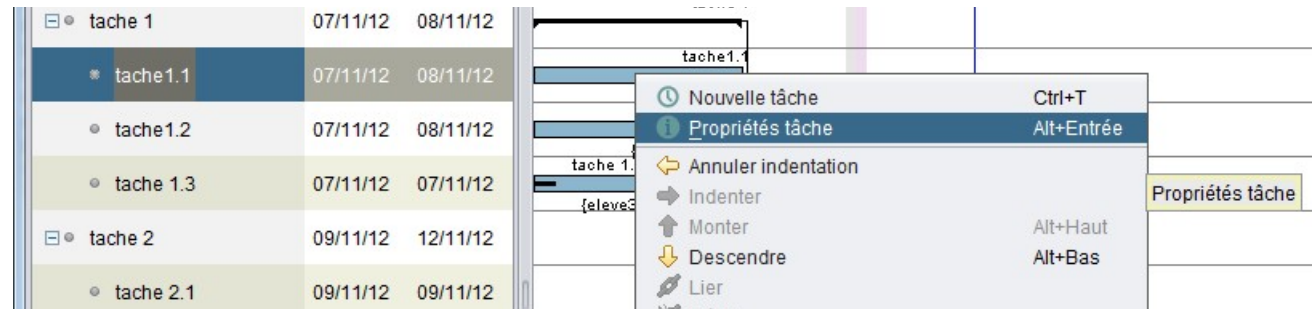 tache 1 07/11/12 08/11/12
tache1.1
tache1.1 07/11/12 08/11/12
Nouvelle tâche Ctrl+T
tache1.2 07/11/12 08/11/12
Propriétés tâche Alt+Entrée
tache 1.
Annuler indentation
tache 1.3 07/11/12 07/11/12
Indenter
Propriétés tâche
{eleve3
Monter Alt+Haut
tache 2 09/11/12 12/11/12
Descendre Alt+Bas
tache 2.1 09/11/12 09/11/12
Lier